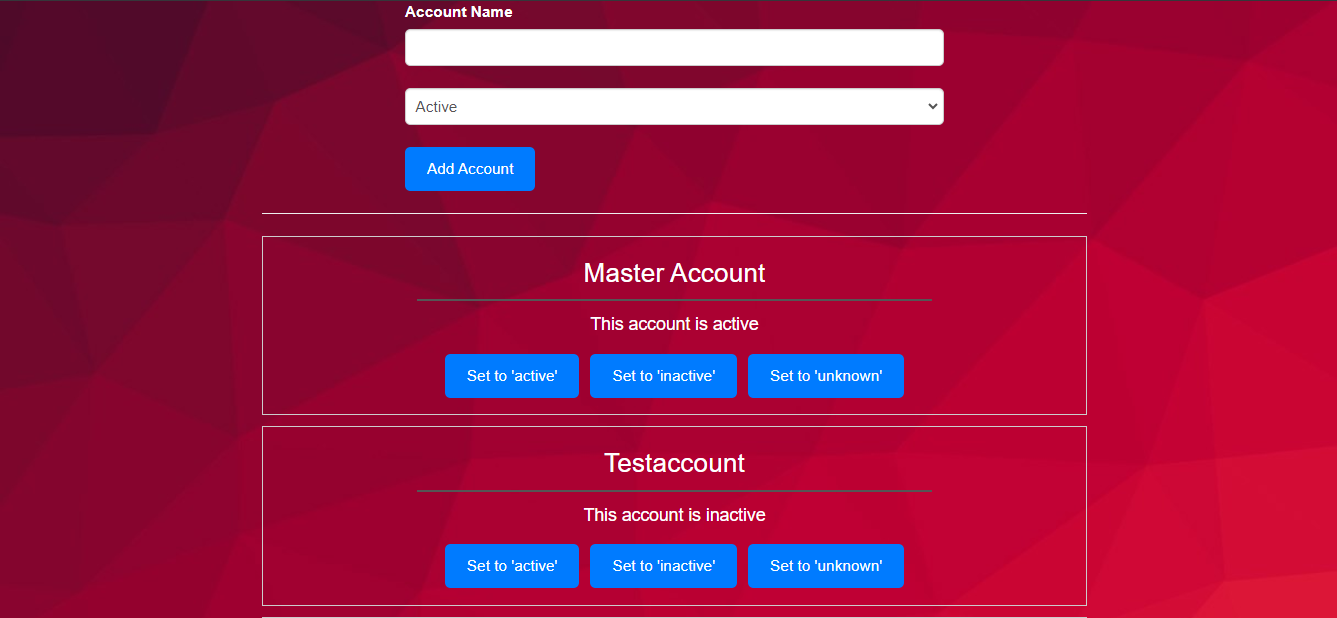 Account Name
Active
Add Account
Master Account
This account is active
Set to 'active' Set to 'inactive' Set to 'unknown'
Testaccount
This account is inactive
Set to 'active' Set to 'inactive' Set to 'unknown'